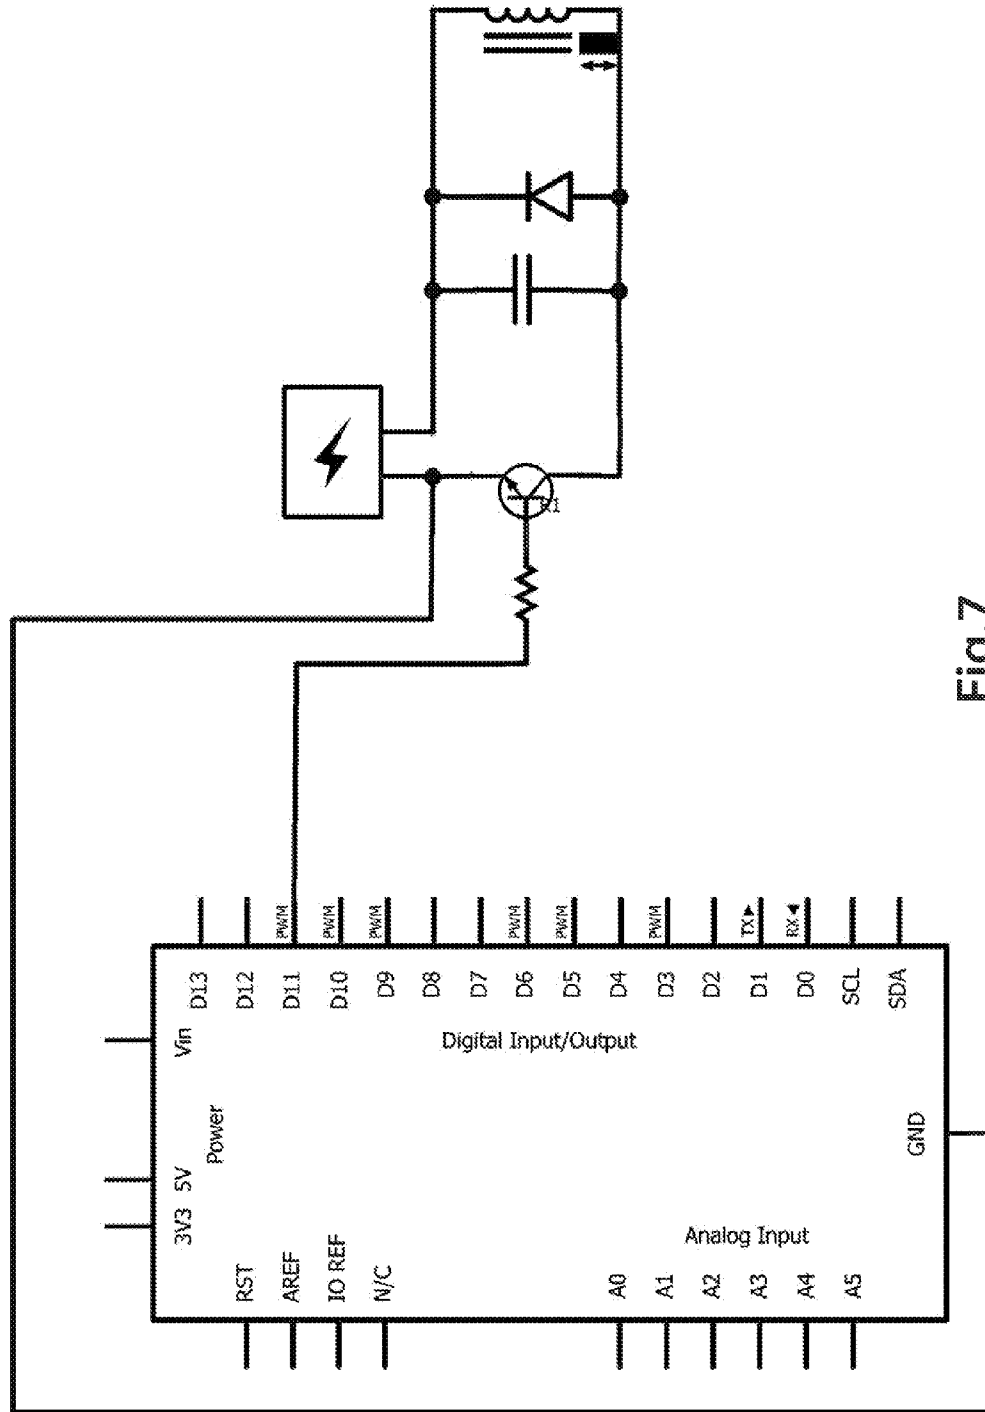 R1
Fig.7
PWM
PWM
PWM
PWM
PWM
PWM
TX▶
RX◀
D13
D12
D11
D10
D9
D8
D7
D6
D5
D4
D3
D2
D1
D0
SCL
SDA
Digital Input/Output
Vin
5V
3V3
Power
GND
Analog Input
RST
AREF
IO REF
N/C
A0
A1
A2
A3
A4
A5